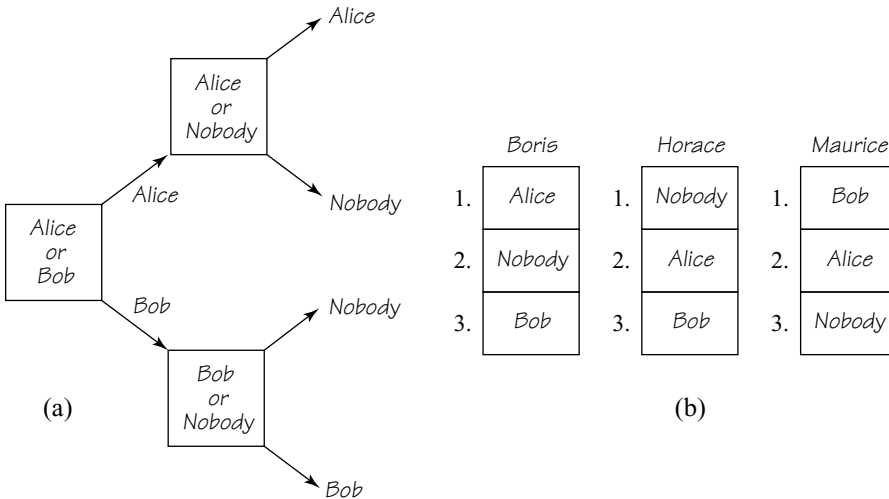 Alice
Alice
or
Nobody
Alice
Nobody
Alice
or
Bob
Bob
Nobody
Bob
or
Nobody
Bob
(a)
Boris Horace Maurice
1. Alice 1. Nobody 1. Bob
2. Nobody 2. Alice 2. Alice
3. Bob 3. Bob 3. Nobody
(b)